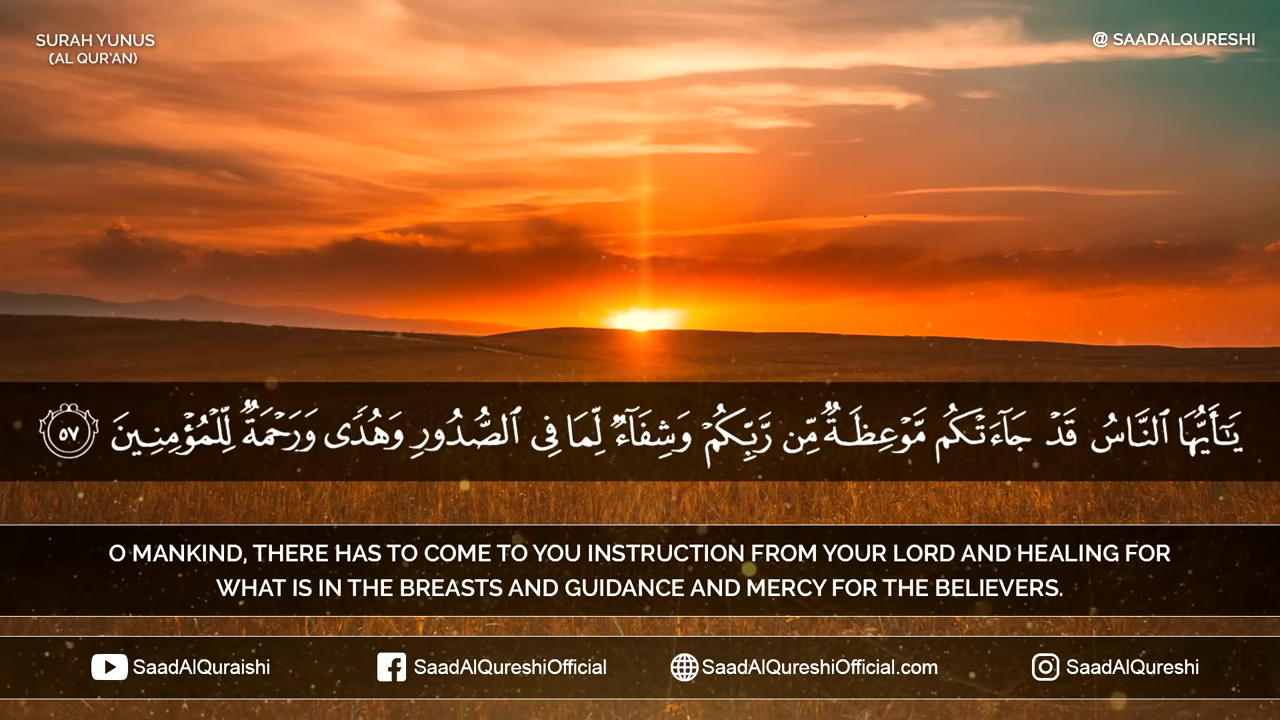 SURAH YUNUS
(AL QUR'AN)
@ SAADALQURESHI
يَـٰٓأَيُّهَا ٱلنَّاسُ قَدْ جَآءَتْكُم مَّوْعِظَةٌ مِّن رَّبِّكُمْ وَشِفَآءٌ لِّمَا فِى ٱلصُّدُورِ وَهُدًى وَرَحْمَةٌ لِّلْمُؤْمِنِينَ ٥٧
O MANKIND, THERE HAS TO COME TO YOU INSTRUCTION FROM YOUR LORD AND HEALING FOR
WHAT IS IN THE BREASTS AND GUIDANCE AND MERCY FOR THE BELIEVERS.
SaadAlQuraishi
SaadAlQureshiOfficial
SaadAlQureshiOfficial.com
SaadAlQureshi